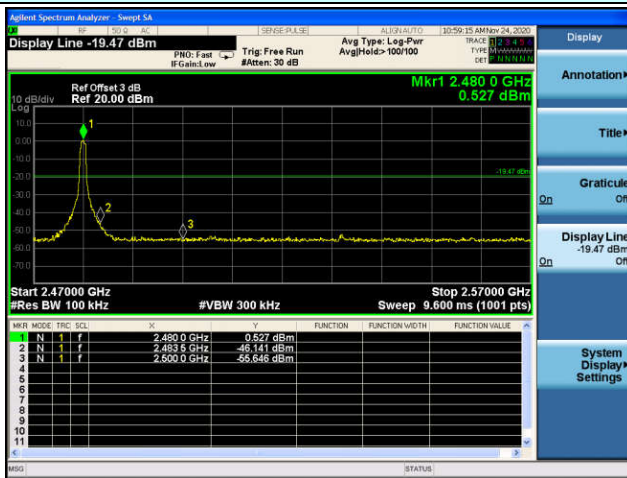 Agilent Spectrum Analyzer - Swept SA
RF 50 Ω AC SENSE:PULSE ALIGN AUTO 10:59:15 AM Nov 24, 2020
Display Line -19.47 dBm
PNO: Fast
IFGain:Low
Trig: Free Run
#Atten: 30 dB
Avg Type: Log-Pwr
Avg|Hold:> 100/100
TRACE 1 2 3 4 5 6
TYPE M
DET P N N N N N
Ref Offset 3 dB
Ref 20.00 dBm
10 dB/div
Log
Mkr1 2.480 0 GHz
0.527 dBm
10.0
0.00
-10.0
-20.0
-30.0
-40.0
-50.0
-60.0
-70.0
1
2
3
-19.47 dBm
Start 2.47000 GHz Stop 2.57000 GHz
#Res BW 100 kHz #VBW 300 kHz Sweep 9.600 ms (1001 pts)
MKR MODE TRC SCL X Y FUNCTION FUNCTION WIDTH FUNCTION VALUE
1 N 1 f 2.480 0 GHz 0.527 dBm
2 N 1 f 2.483 5 GHz -46.141 dBm
3 N 1 f 2.500 0 GHz -55.646 dBm
4
5
6
7
8
9
10
11
MSG STATUS
Display
Annotation
Title
Graticule
On Off
Display Line
-19.47 dBm
On Off
System
Display
Settings